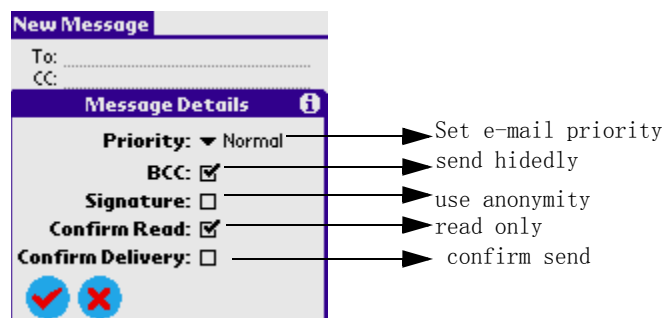 New Message
To:
CC:
Message Details i
Priority: Normal Set e-mail priority
BCC: send hidedly
Signature: use anonymity
Confirm Read: read only
Confirm Delivery: confirm send